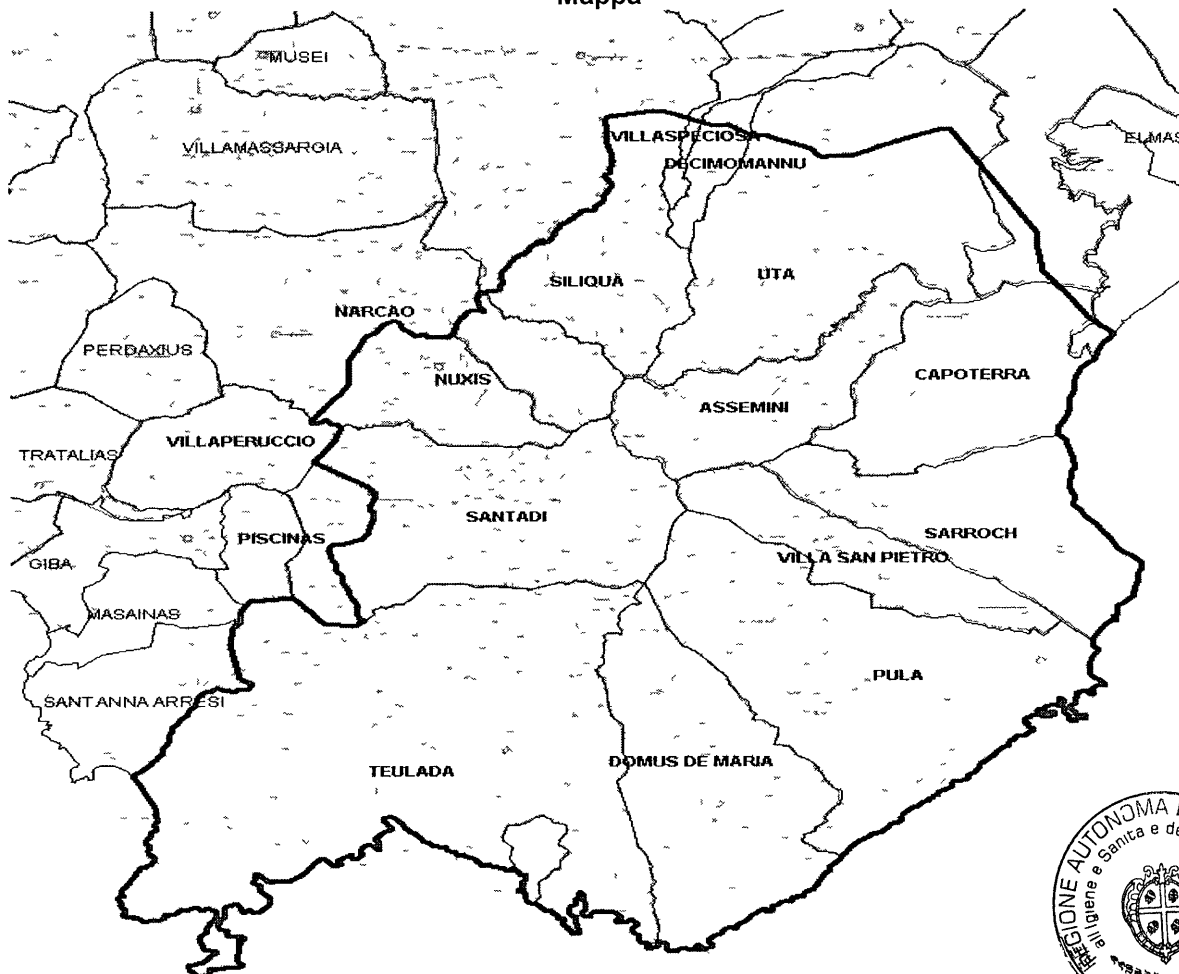 Mappa
MUSEI
VILLAMASSARGIA
VILLASPECIOSA
ELMAS
DECIMOMANNU
SILIQUA
UTA
NARCAO
PERDAXIUS
NUXIS
CAPOTERRA
ASSEMINI
VILLAPERUCCIO
TRATALIAS
SANTADI
PISCINAS
SARROCH
GIBA
VILLA SAN PIETRO
MASAINAS
PULA
SANT ANNA ARRESI
TEULADA
DOMUS DE MARIA
REGIONE AUTONOMA
all Igiene e Sanita e de